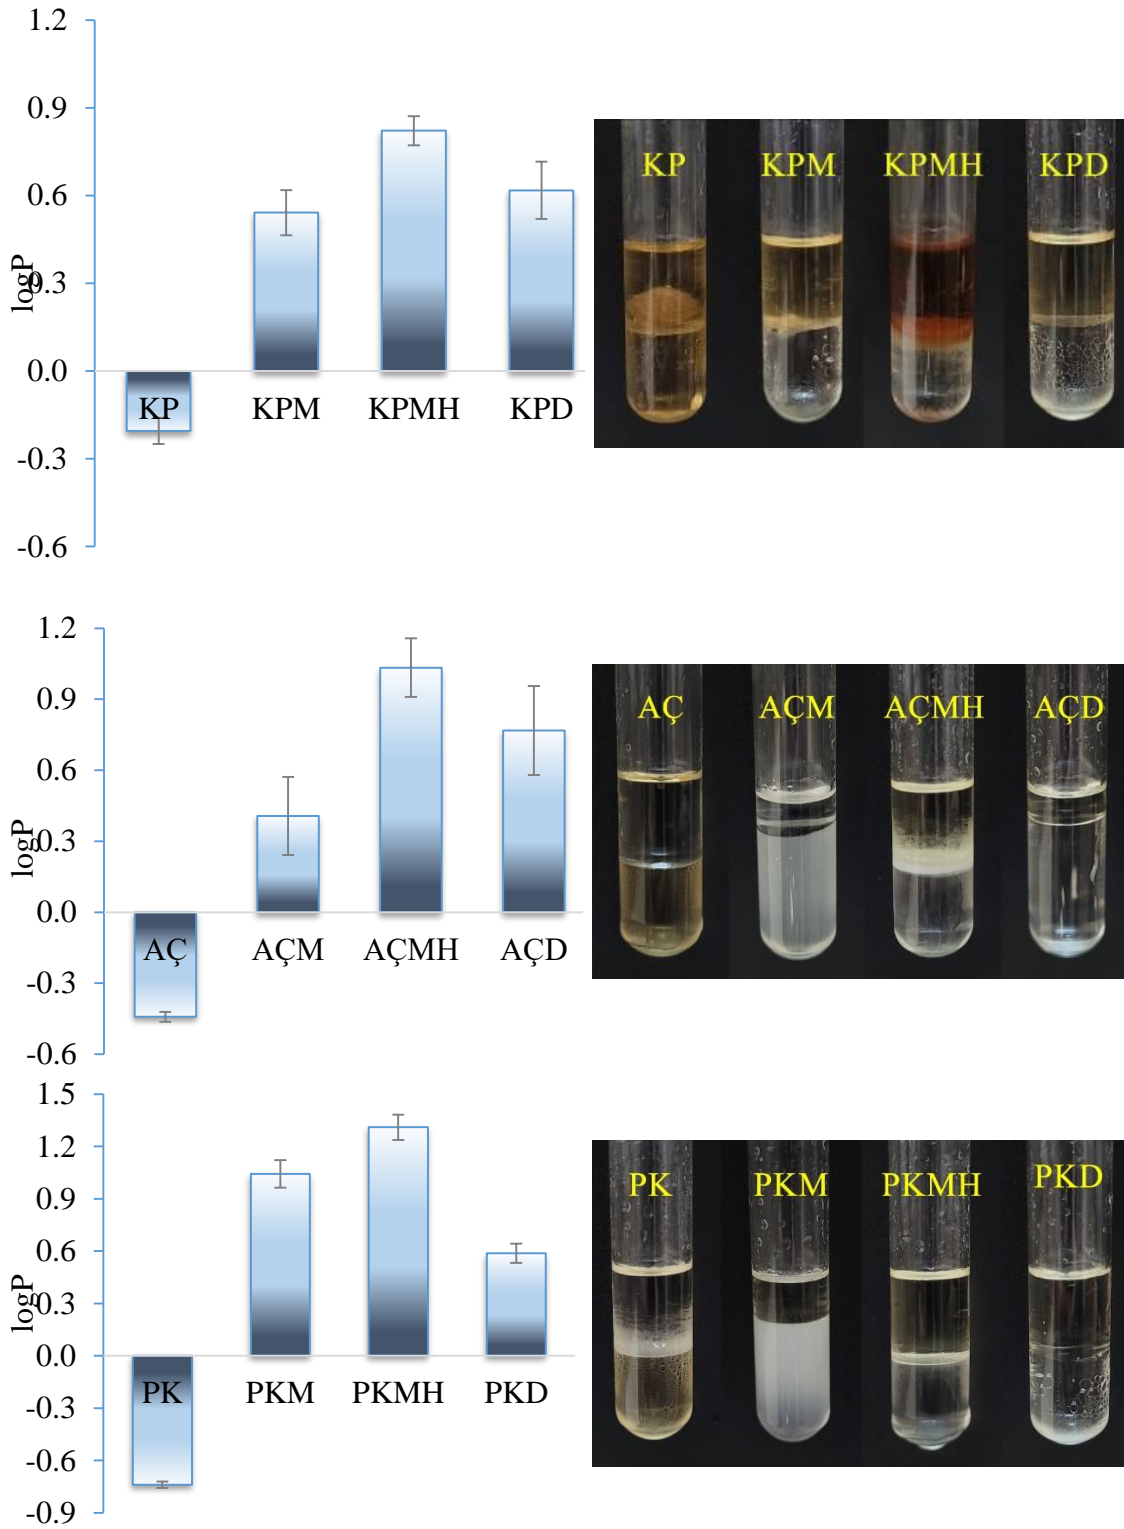 1.2
0.9
0.6
0.3
0.0
-0.3
-0.6
logP
KP KPM KPMH KPD
KP KPM KPMH KPD
1.2
0.9
0.6
0.3
0.0
-0.3
-0.6
logP
AÇ AÇM AÇMH AÇD
AÇ AÇM AÇMH AÇD
1.5
1.2
0.9
0.6
0.3
0.0
-0.3
-0.6
-0.9
logP
PK PKM PKMH PKD
PK PKM PKMH PKD